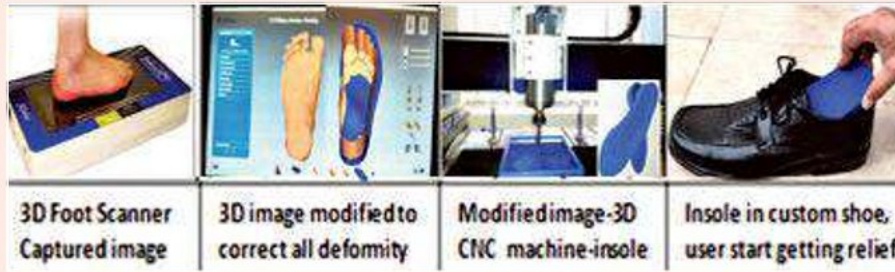 3D Foot Scanner
Captured image
3D image modified to
correct all deformity
Modified image-3D
CNC machine-insole
Insole in custom shoe,
user start getting relief